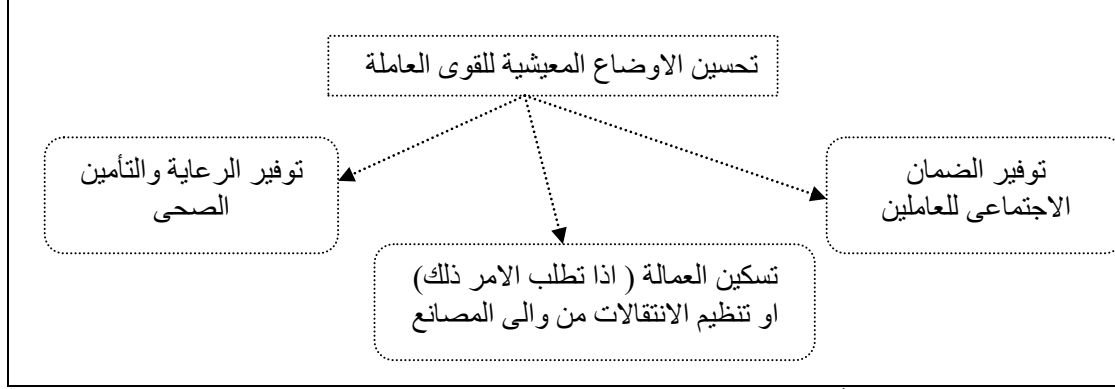 تحسين الاوضاع المعيشية للقوى العاملة
توفير الضمان
الاجتماعى للعاملين
توفير الرعاية والتأمين
الصحى
تسكين العمالة ( اذا تطلب الامر ذلك)
او تنظيم الانتقالات من والى المصانع